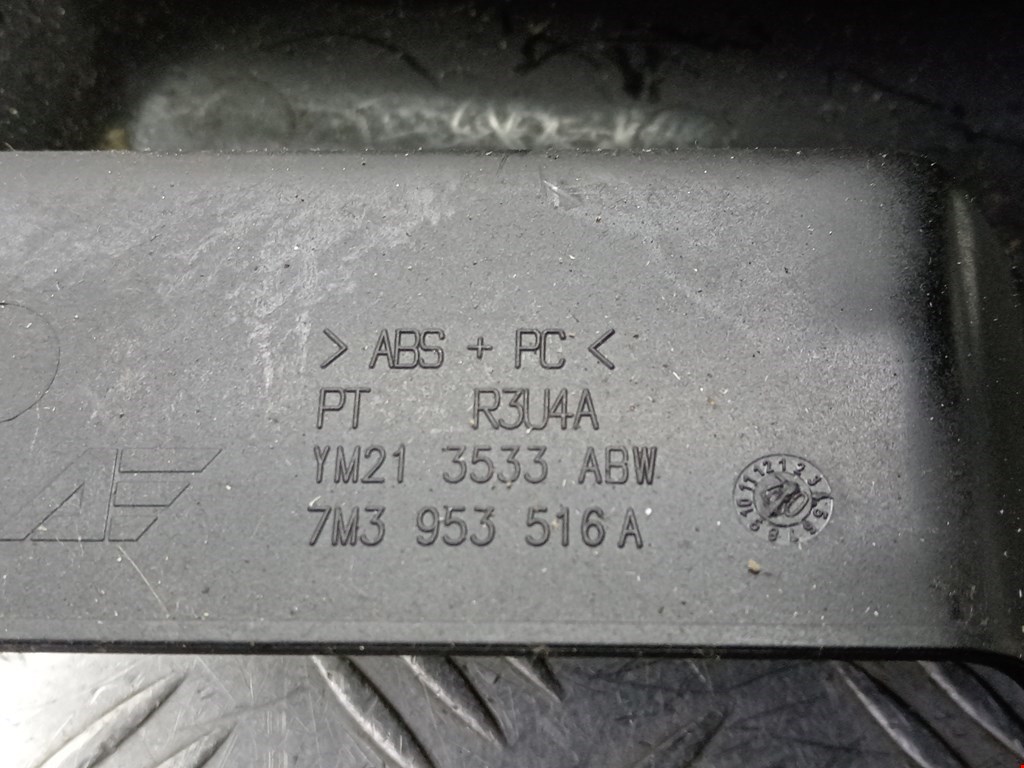 > ABS + PC <
PT R3U4A
YM21 3533 ABW
7M3 953 516 A